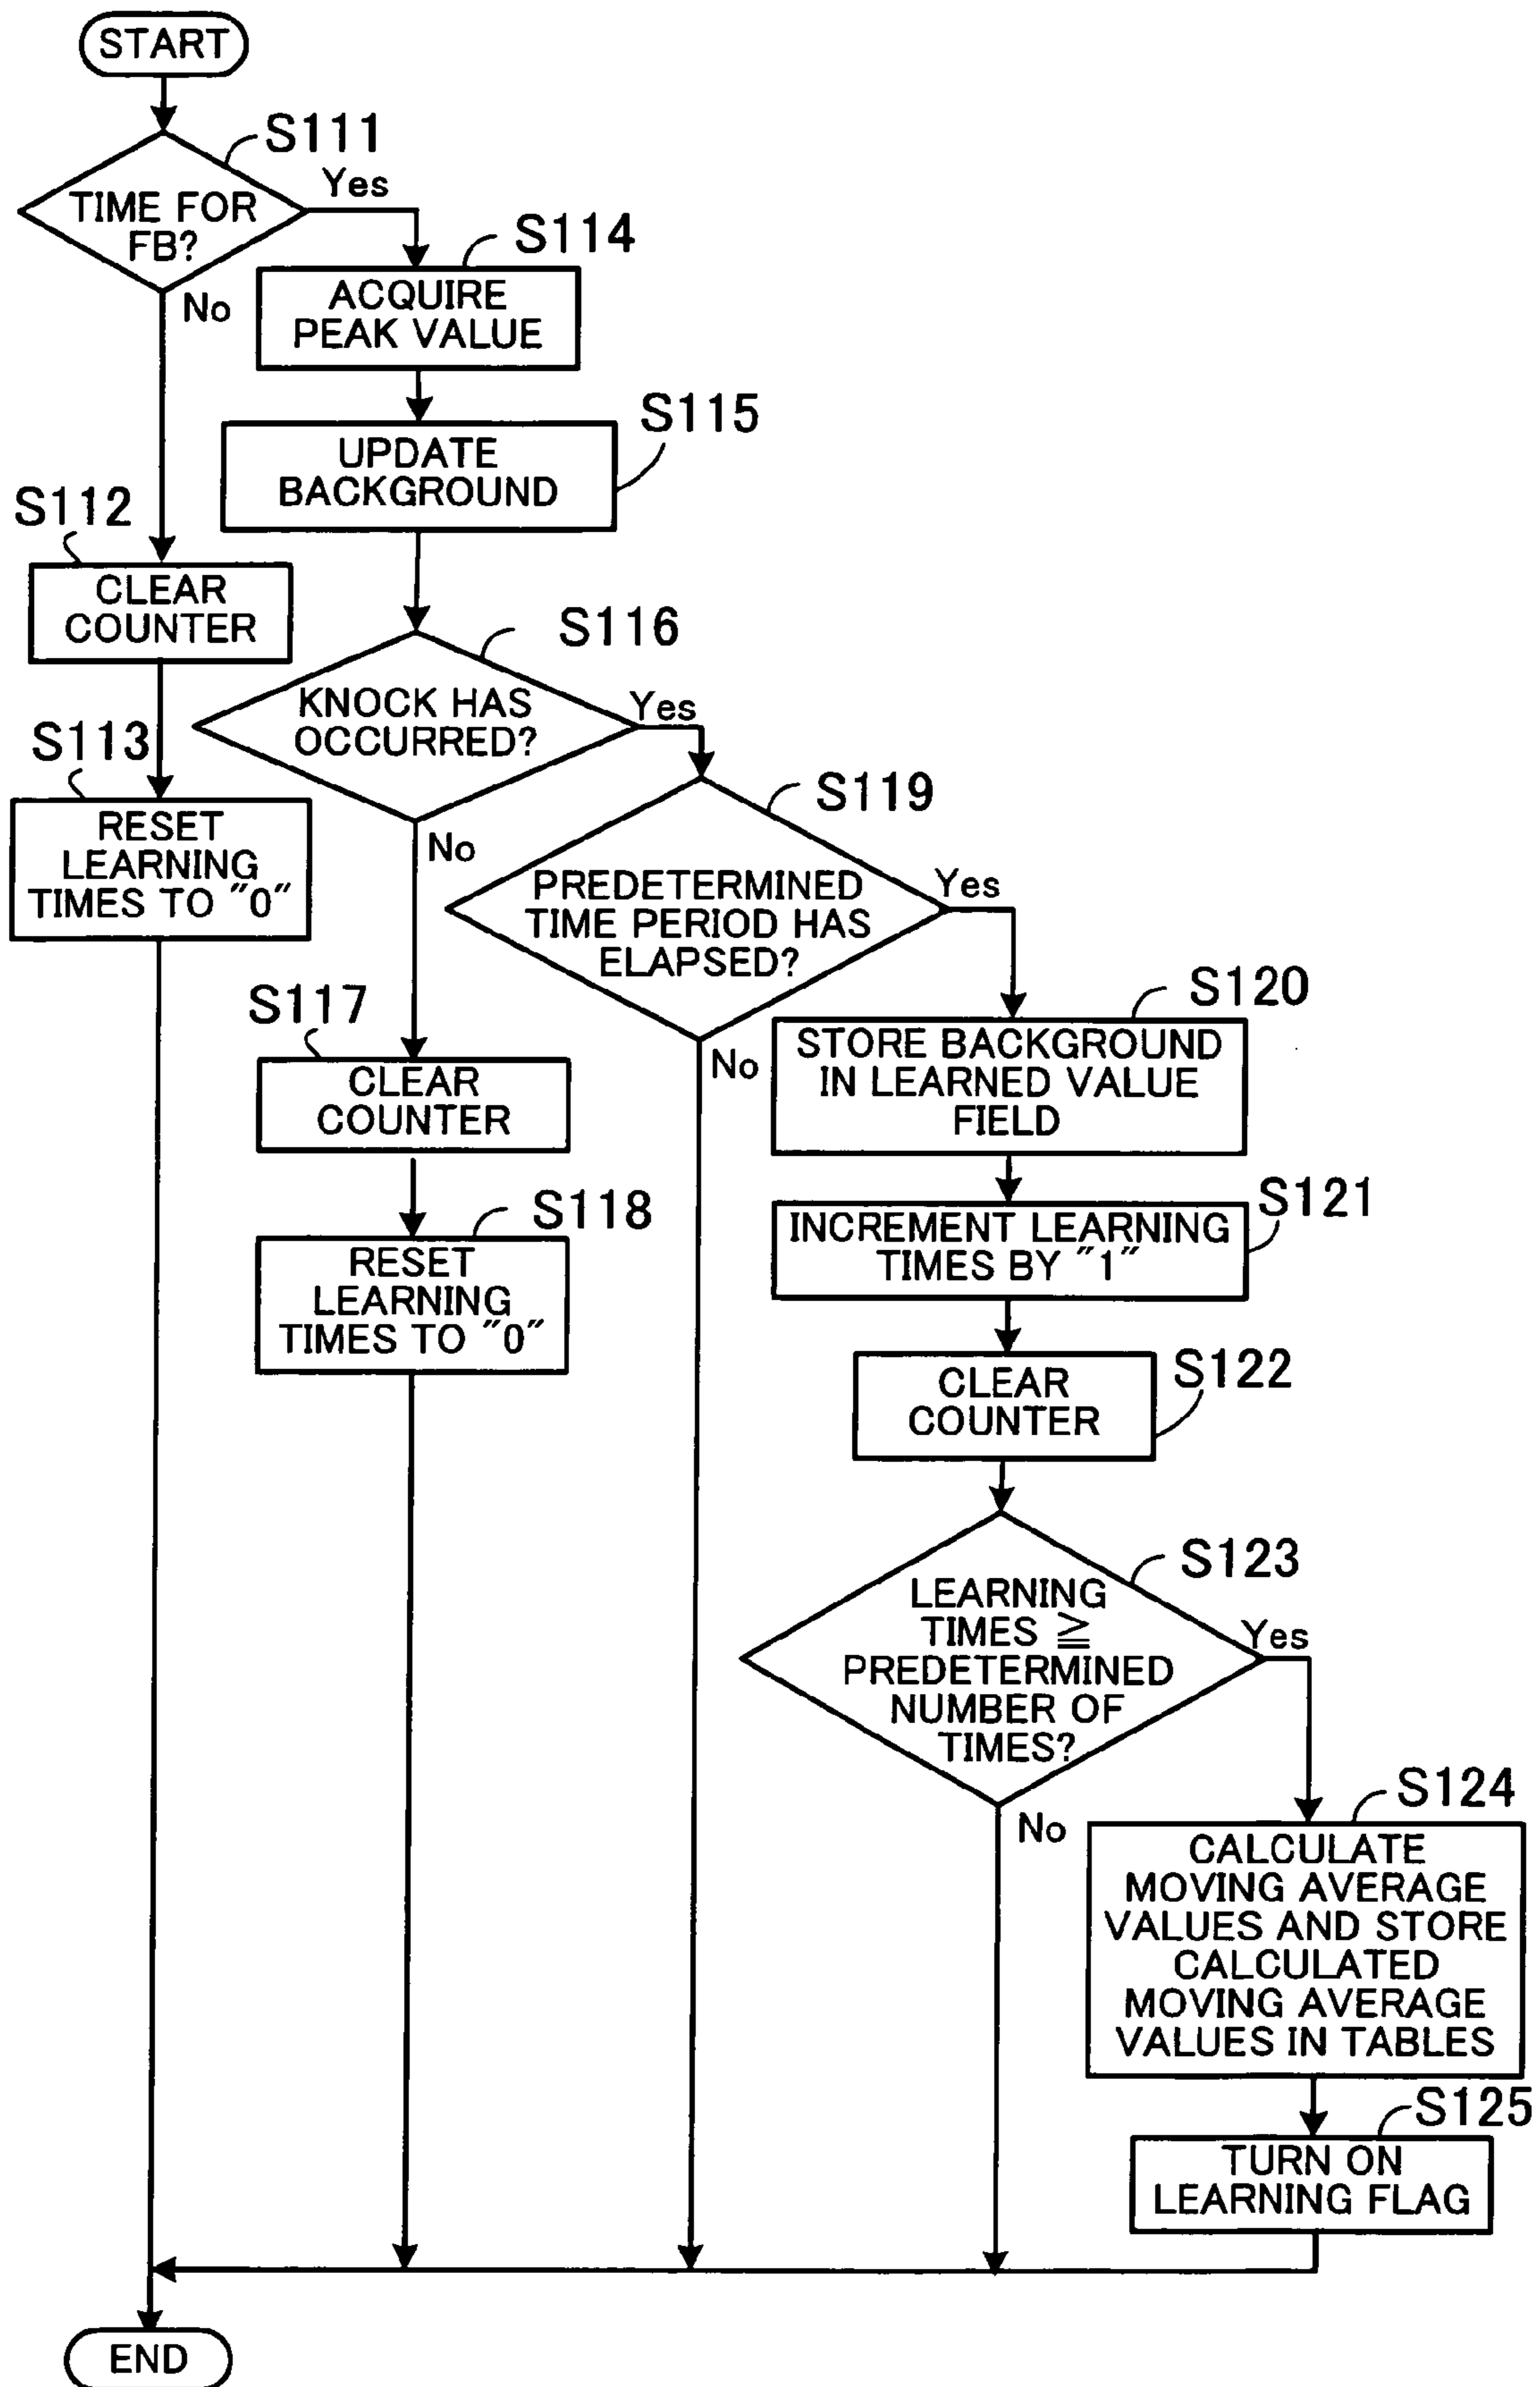 START
S111
TIME FOR
FB?
Yes
No
S114
ACQUIRE
PEAK VALUE
S115
UPDATE
BACKGROUND
S112
CLEAR
COUNTER
S113
RESET
LEARNING
TIMES TO "0"
S116
KNOCK HAS
OCCURRED?
Yes
No
S117
CLEAR
COUNTER
S118
RESET
LEARNING
TIMES TO "0"
S119
PREDETERMINED
TIME PERIOD HAS
ELAPSED?
Yes
No
S120
STORE BACKGROUND
IN LEARNED VALUE
FIELD
S121
INCREMENT LEARNING
TIMES BY "1"
S122
CLEAR
COUNTER
S123
LEARNING
TIMES ≧
PREDETERMINED
NUMBER OF
TIMES?
Yes
No
S124
CALCULATE
MOVING AVERAGE
VALUES AND STORE
CALCULATED
MOVING AVERAGE
VALUES IN TABLES
S125
TURN ON
LEARNING FLAG
END